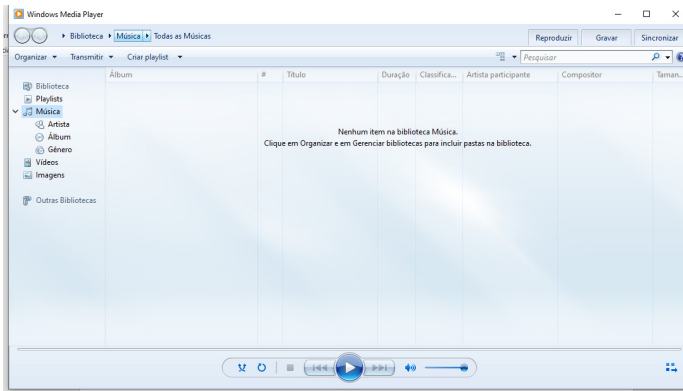 Windows Media Player
Biblioteca Música Todas as Músicas
Reproduzir Gravar Sincronizar
Organizar Transmitir Criar playlist Pesquisar
Álbum # Título Duração Classifica... Artista participante Compositor Taman...
Biblioteca
Playlists
Música
Artista
Álbum
Gênero
Vídeos
Imagens
Outras Bibliotecas
Nenhum item na biblioteca Música.
Clique em Organizar e em Gerenciar bibliotecas para incluir pastas na biblioteca.